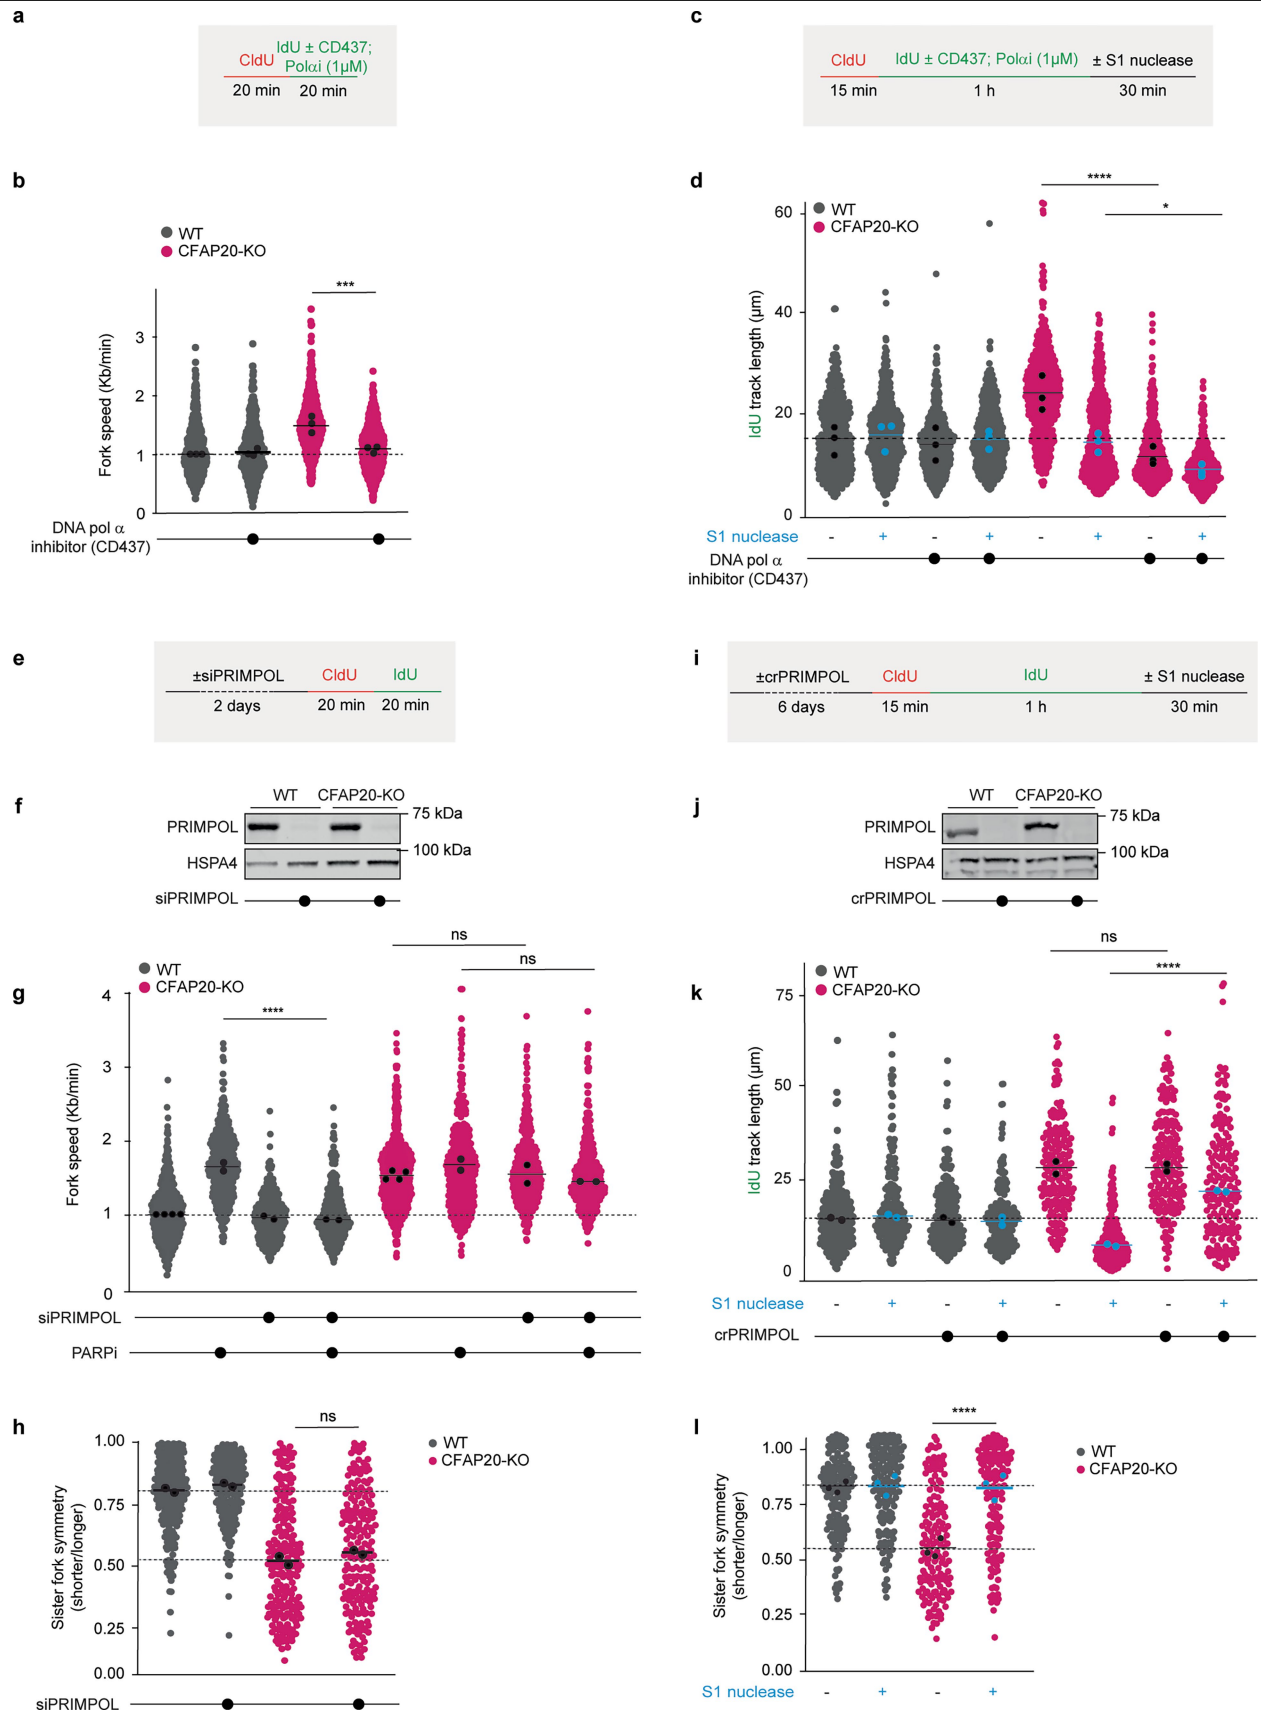 a
CldU
IdU ± CD437;
Polαi (1µM)
20 min
20 min
b
WT
CFAP20-KO
***
Fork speed (Kb/min)
3
2
1
0
DNA pol α
inhibitor (CD437)
c
CldU
IdU ± CD437; Polαi (1µM)
± S1 nuclease
15 min
1 h
30 min
d
WT
CFAP20-KO
****
*
IdU track length (µm)
60
40
20
0
S1 nuclease - + - + - + - +
DNA pol α
inhibitor (CD437)
e
±siPRIMPOL
CldU
IdU
2 days
20 min
20 min
f
WT CFAP20-KO
PRIMPOL
75 kDa
HSPA4
100 kDa
siPRIMPOL
g
WT
CFAP20-KO
****
ns
ns
Fork speed (Kb/min)
4
3
2
1
0
siPRIMPOL
PARPi
h
WT
CFAP20-KO
ns
Sister fork symmetry
(shorter/longer)
1.00
0.75
0.50
0.25
0.00
siPRIMPOL
i
±crPRIMPOL
CldU
IdU
± S1 nuclease
6 days
15 min
1 h
30 min
j
WT CFAP20-KO
PRIMPOL
75 kDa
HSPA4
100 kDa
crPRIMPOL
k
WT
CFAP20-KO
ns
****
IdU track length (µm)
75
50
25
0
S1 nuclease - + - + - + - +
crPRIMPOL
l
WT
CFAP20-KO
****
Sister fork symmetry
(shorter/longer)
1.00
0.75
0.50
0.25
0.00
S1 nuclease - + - +